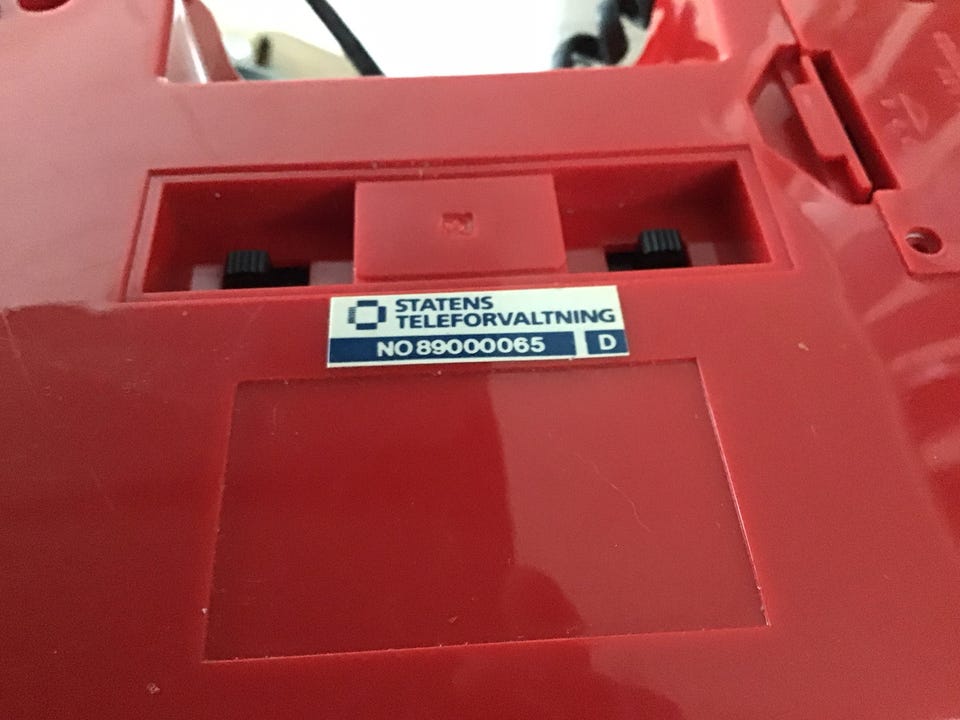 STATENS
TELEFORVALTNING
NO 89000065 D